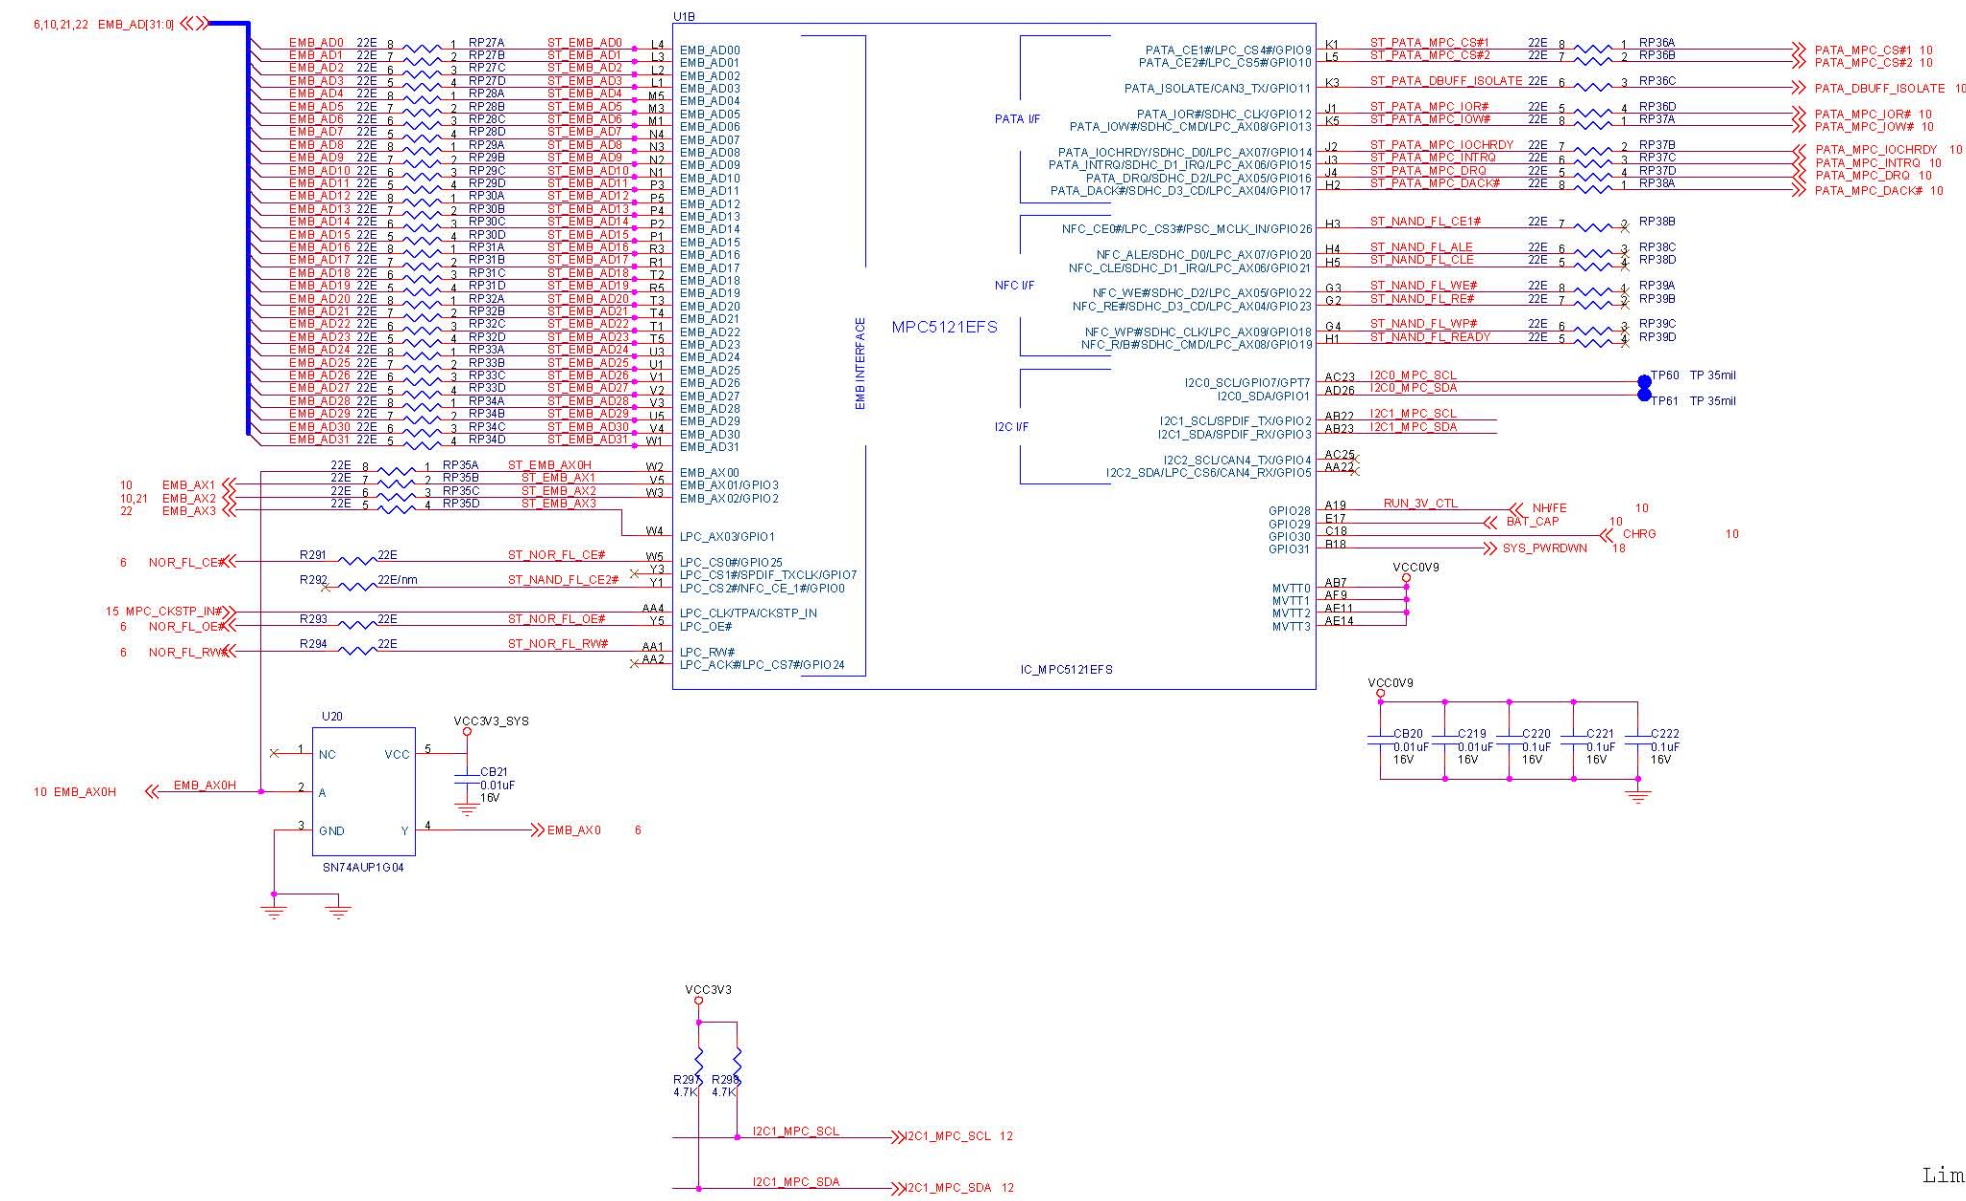 6,10,21,22 EMB_AD[31:0]
U1B
EMB_AD0 22E 8 1 RP27A ST_EMB_AD0 L4 EMB_AD00
EMB_AD1 22E 7 2 RP27B ST_EMB_AD1 L3 EMB_AD01
EMB_AD2 22E 6 3 RP27C ST_EMB_AD2 L2 EMB_AD02
EMB_AD3 22E 5 4 RP27D ST_EMB_AD3 L1 EMB_AD03
EMB_AD4 22E 8 1 RP28A ST_EMB_AD4 M5 EMB_AD04
EMB_AD5 22E 7 2 RP28B ST_EMB_AD5 M3 EMB_AD05
EMB_AD6 22E 6 3 RP28C ST_EMB_AD6 M1 EMB_AD06
EMB_AD7 22E 5 4 RP28D ST_EMB_AD7 N4 EMB_AD07
EMB_AD8 22E 8 1 RP29A ST_EMB_AD8 N3 EMB_AD08
EMB_AD9 22E 7 2 RP29B ST_EMB_AD9 N2 EMB_AD09
EMB_AD10 22E 6 3 RP29C ST_EMB_AD10 N1 EMB_AD10
EMB_AD11 22E 5 4 RP29D ST_EMB_AD11 P3 EMB_AD11
EMB_AD12 22E 8 1 RP30A ST_EMB_AD12 P5 EMB_AD12
EMB_AD13 22E 7 2 RP30B ST_EMB_AD13 P4 EMB_AD13
EMB_AD14 22E 6 3 RP30C ST_EMB_AD14 P2 EMB_AD14
EMB_AD15 22E 5 4 RP30D ST_EMB_AD15 P1 EMB_AD15
EMB_AD16 22E 8 1 RP31A ST_EMB_AD16 R3 EMB_AD16
EMB_AD17 22E 7 2 RP31B ST_EMB_AD17 R1 EMB_AD17
EMB_AD18 22E 6 3 RP31C ST_EMB_AD18 T2 EMB_AD18
EMB_AD19 22E 5 4 RP31D ST_EMB_AD19 R5 EMB_AD19
EMB_AD20 22E 8 1 RP32A ST_EMB_AD20 T3 EMB_AD20
EMB_AD21 22E 7 2 RP32B ST_EMB_AD21 T4 EMB_AD21
EMB_AD22 22E 6 3 RP32C ST_EMB_AD22 T1 EMB_AD22
EMB_AD23 22E 5 4 RP32D ST_EMB_AD23 T5 EMB_AD23
EMB_AD24 22E 8 1 RP33A ST_EMB_AD24 U3 EMB_AD24
EMB_AD25 22E 7 2 RP33B ST_EMB_AD25 U1 EMB_AD25
EMB_AD26 22E 6 3 RP33C ST_EMB_AD26 V1 EMB_AD26
EMB_AD27 22E 5 4 RP33D ST_EMB_AD27 V2 EMB_AD27
EMB_AD28 22E 8 1 RP34A ST_EMB_AD28 V3 EMB_AD28
EMB_AD29 22E 7 2 RP34B ST_EMB_AD29 U5 EMB_AD29
EMB_AD30 22E 6 3 RP34C ST_EMB_AD30 V4 EMB_AD30
EMB_AD31 22E 5 4 RP34D ST_EMB_AD31 W1 EMB_AD31
22E 8 1 RP35A ST_EMB_AX0H W2 EMB_AX00
10 EMB_AX1 22E 7 2 RP35B ST_EMB_AX1 V5 EMB_AX01/GPIO3
10,21 EMB_AX2 22E 6 3 RP35C ST_EMB_AX2 W3 EMB_AX02/GPIO2
22 EMB_AX3 22E 5 4 RP35D ST_EMB_AX3
W4 LPC_AX03/GPIO1
6 NOR_FL_CE# R291 22E ST_NOR_FL_CE# W5 LPC_CS0#/GPIO25
Y3 LPC_CS1#/SPDIF_TXCLK/GPIO7
R292 22E/nm ST_NAND_FL_CE2# Y1 LPC_CS2#/NFC_CE_1#/GPIO0
15 MPC_CKSTP_IN# AA4 LPC_CLK/TPA/CKSTP_IN
6 NOR_FL_OE# R293 22E ST_NOR_FL_OE# Y5 LPC_OE#
6 NOR_FL_RW# R294 22E ST_NOR_FL_RW# AA1 LPC_RW#
AA2 LPC_ACK#/LPC_CS7#/GPIO24
EMB INTERFACE
MPC5121EFS
PATA I/F
NFC I/F
I2C I/F
IC_MPC5121EFS
PATA_CE1#/LPC_CS4#/GPIO9 K1 ST_PATA_MPC_CS#1 22E 8 1 RP36A PATA_MPC_CS#1 10
PATA_CE2#/LPC_CS5#/GPIO10 L5 ST_PATA_MPC_CS#2 22E 7 2 RP36B PATA_MPC_CS#2 10
PATA_ISOLATE/CAN3_TX/GPIO11 K3 ST_PATA_DBUFF_ISOLATE 22E 6 3 RP36C PATA_DBUFF_ISOLATE 10
PATA_IOR#/SDHC_CLK/GPIO12 J1 ST_PATA_MPC_IOR# 22E 5 4 RP36D PATA_MPC_IOR# 10
PATA_IOW#/SDHC_CMD/LPC_AX08/GPIO13 K5 ST_PATA_MPC_IOW# 22E 8 1 RP37A PATA_MPC_IOW# 10
PATA_IOCHRDY/SDHC_D0/LPC_AX07/GPIO14 J2 ST_PATA_MPC_IOCHRDY 22E 7 2 RP37B PATA_MPC_IOCHRDY 10
PATA_INTRQ/SDHC_D1_IRQ/LPC_AX06/GPIO15 J3 ST_PATA_MPC_INTRQ 22E 6 3 RP37C PATA_MPC_INTRQ 10
PATA_DRQ/SDHC_D2/LPC_AX05/GPIO16 J4 ST_PATA_MPC_DRQ 22E 5 4 RP37D PATA_MPC_DRQ 10
PATA_DACK#/SDHC_D3_CD/LPC_AX04/GPIO17 H2 ST_PATA_MPC_DACK# 22E 8 1 RP38A PATA_MPC_DACK# 10
NFC_CE0#/LPC_CS3#/PSC_MCLK_IN/GPIO26 H3 ST_NAND_FL_CE1# 22E 7 2 RP38B
NFC_ALE/SDHC_D0/LPC_AX07/GPIO20 H4 ST_NAND_FL_ALE 22E 6 3 RP38C
NFC_CLE/SDHC_D1_IRQ/LPC_AX06/GPIO21 H5 ST_NAND_FL_CLE 22E 5 4 RP38D
NFC_WE#/SDHC_D2/LPC_AX05/GPIO22 G3 ST_NAND_FL_WE# 22E 8 1 RP39A
NFC_RE#/SDHC_D3_CD/LPC_AX04/GPIO23 G2 ST_NAND_FL_RE# 22E 7 2 RP39B
NFC_WP#/SDHC_CLK/LPC_AX09/GPIO18 G4 ST_NAND_FL_WP# 22E 6 3 RP39C
NFC_R/B#/SDHC_CMD/LPC_AX08/GPIO19 H1 ST_NAND_FL_READY 22E 5 4 RP39D
I2C0_SCL/GPIO7/GPT7 AC23 I2C0_MPC_SCL TP60 TP 35mil
I2C0_SDA/GPIO1 AD26 I2C0_MPC_SDA TP61 TP 35mil
I2C1_SCL/SPDIF_TX/GPIO2 AB22 I2C1_MPC_SCL
I2C1_SDA/SPDIF_RX/GPIO3 AB23 I2C1_MPC_SDA
I2C2_SCL/CAN4_TX/GPIO4 AC25
I2C2_SDA/LPC_CS6/CAN4_RX/GPIO5 AA22
GPIO28 A19 RUN_3V_CTL NH/FE 10
GPIO29 E17 BAT_CAP 10
GPIO30 C18 CHRG 10
GPIO31 B18 SYS_PWRDWN 18
VCC0V9
MVTT0 AB7
MVTT1 AF9
MVTT2 AE11
MVTT3 AE14
VCC0V9
CB20 C219 C220 C221 C222
0.01uF 0.01uF 0.1uF 0.1uF 0.1uF
16V 16V 16V 16V 16V
U20
VCC3V3_SYS
1 NC VCC 5
CB21
0.01uF
16V
10 EMB_AX0H EMB_AX0H 2 A
3 GND Y 4 EMB_AX0 6
SN74AUP1G04
VCC3V3
R297 R298
4.7K 4.7K
I2C1_MPC_SCL I2C1_MPC_SCL 12
I2C1_MPC_SDA I2C1_MPC_SDA 12
Lim